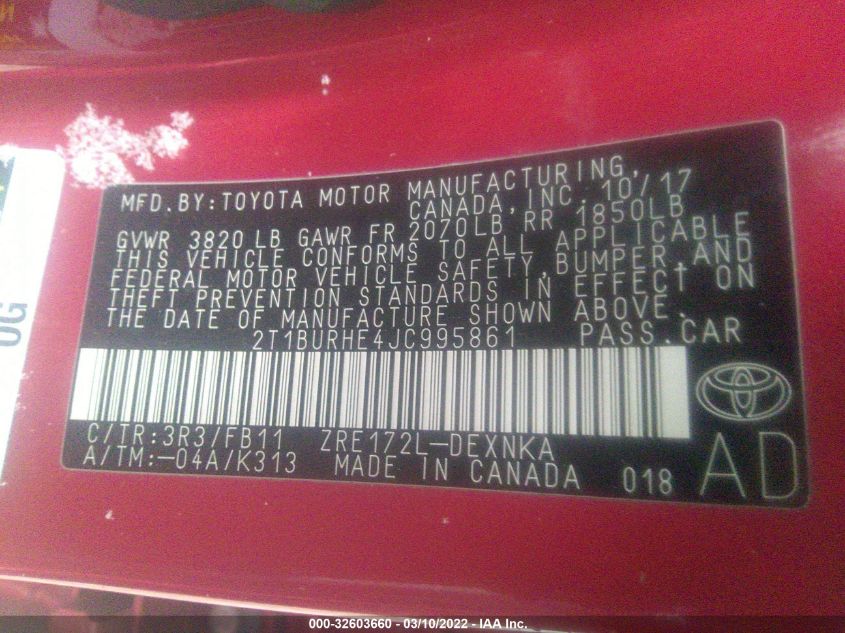 MFD.BY:TOYOTA MOTOR MANUFACTURING,
CANADA,INC. 10/17
GVWR 3820 LB GAWR FR 2070LB, RR 1850LB
THIS VEHICLE CONFORMS TO ALL APPLICABLE
FEDERAL MOTOR VEHICLE SAFETY,BUMPER,AND
THEFT PREVENTION STANDARDS IN EFFECT ON
THE DATE OF MANUFACTURE SHOWN ABOVE.
2T1BURHE4JC995861 PASS.CAR
C/TR:3R3/FB11 ZRE172L-DEXNKA
A/TM:-04A/K313 MADE IN CANADA 018 AD
OG
000-32603660 - 03/10/2022 - IAA Inc.